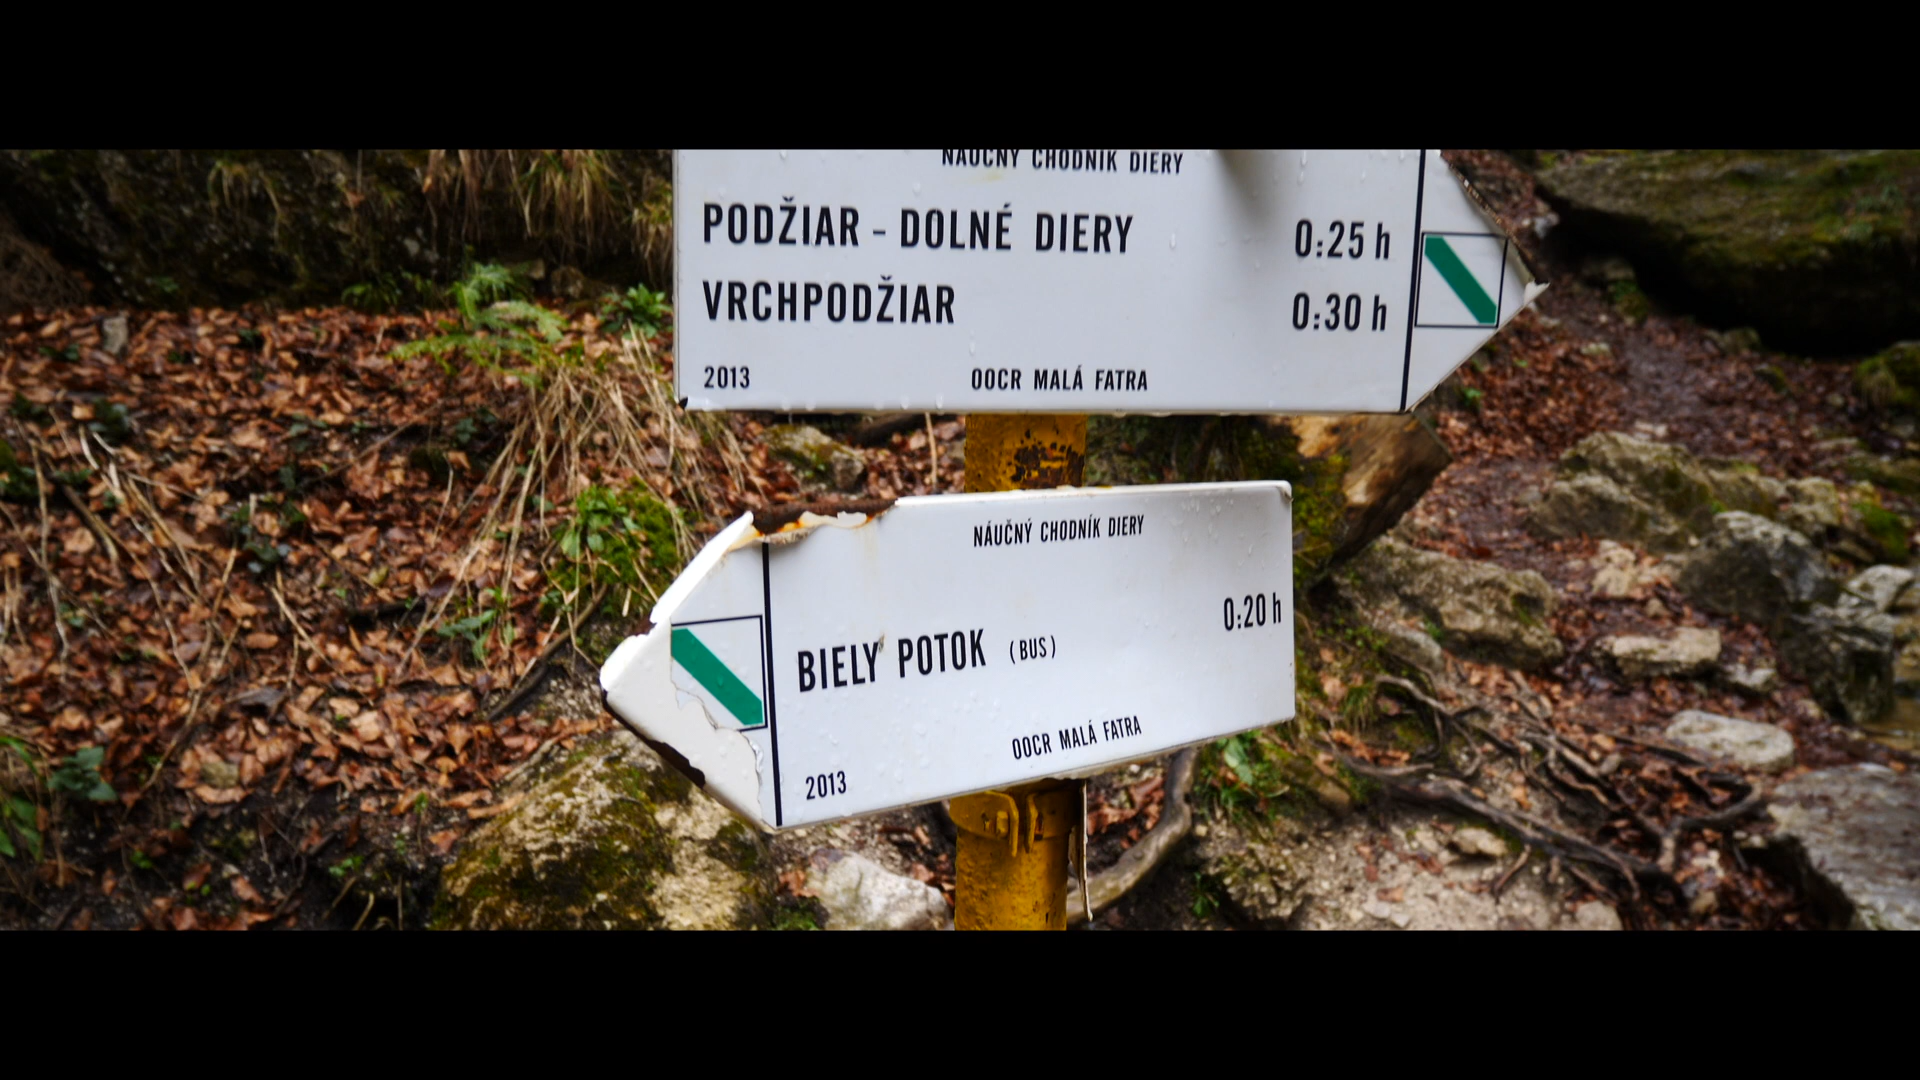 NÁUČNÝ CHODNÍK DIERY
PODŽIAR - DOLNÉ DIERY 0:25 h
VRCHPODŽIAR 0:30 h
2013 OOCR MALÁ FATRA
NÁUČNÝ CHODNÍK DIERY
BIELY POTOK (BUS) 0:20 h
2013 OOCR MALÁ FATRA